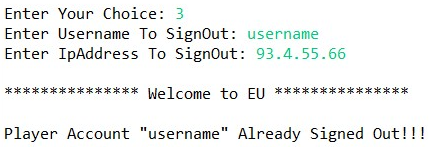 Enter Your Choice: 3
Enter Username To SignOut: username
Enter IpAddress To SignOut: 93.4.55.66
*************** Welcome to EU ***************
Player Account "username" Already Signed Out!!!